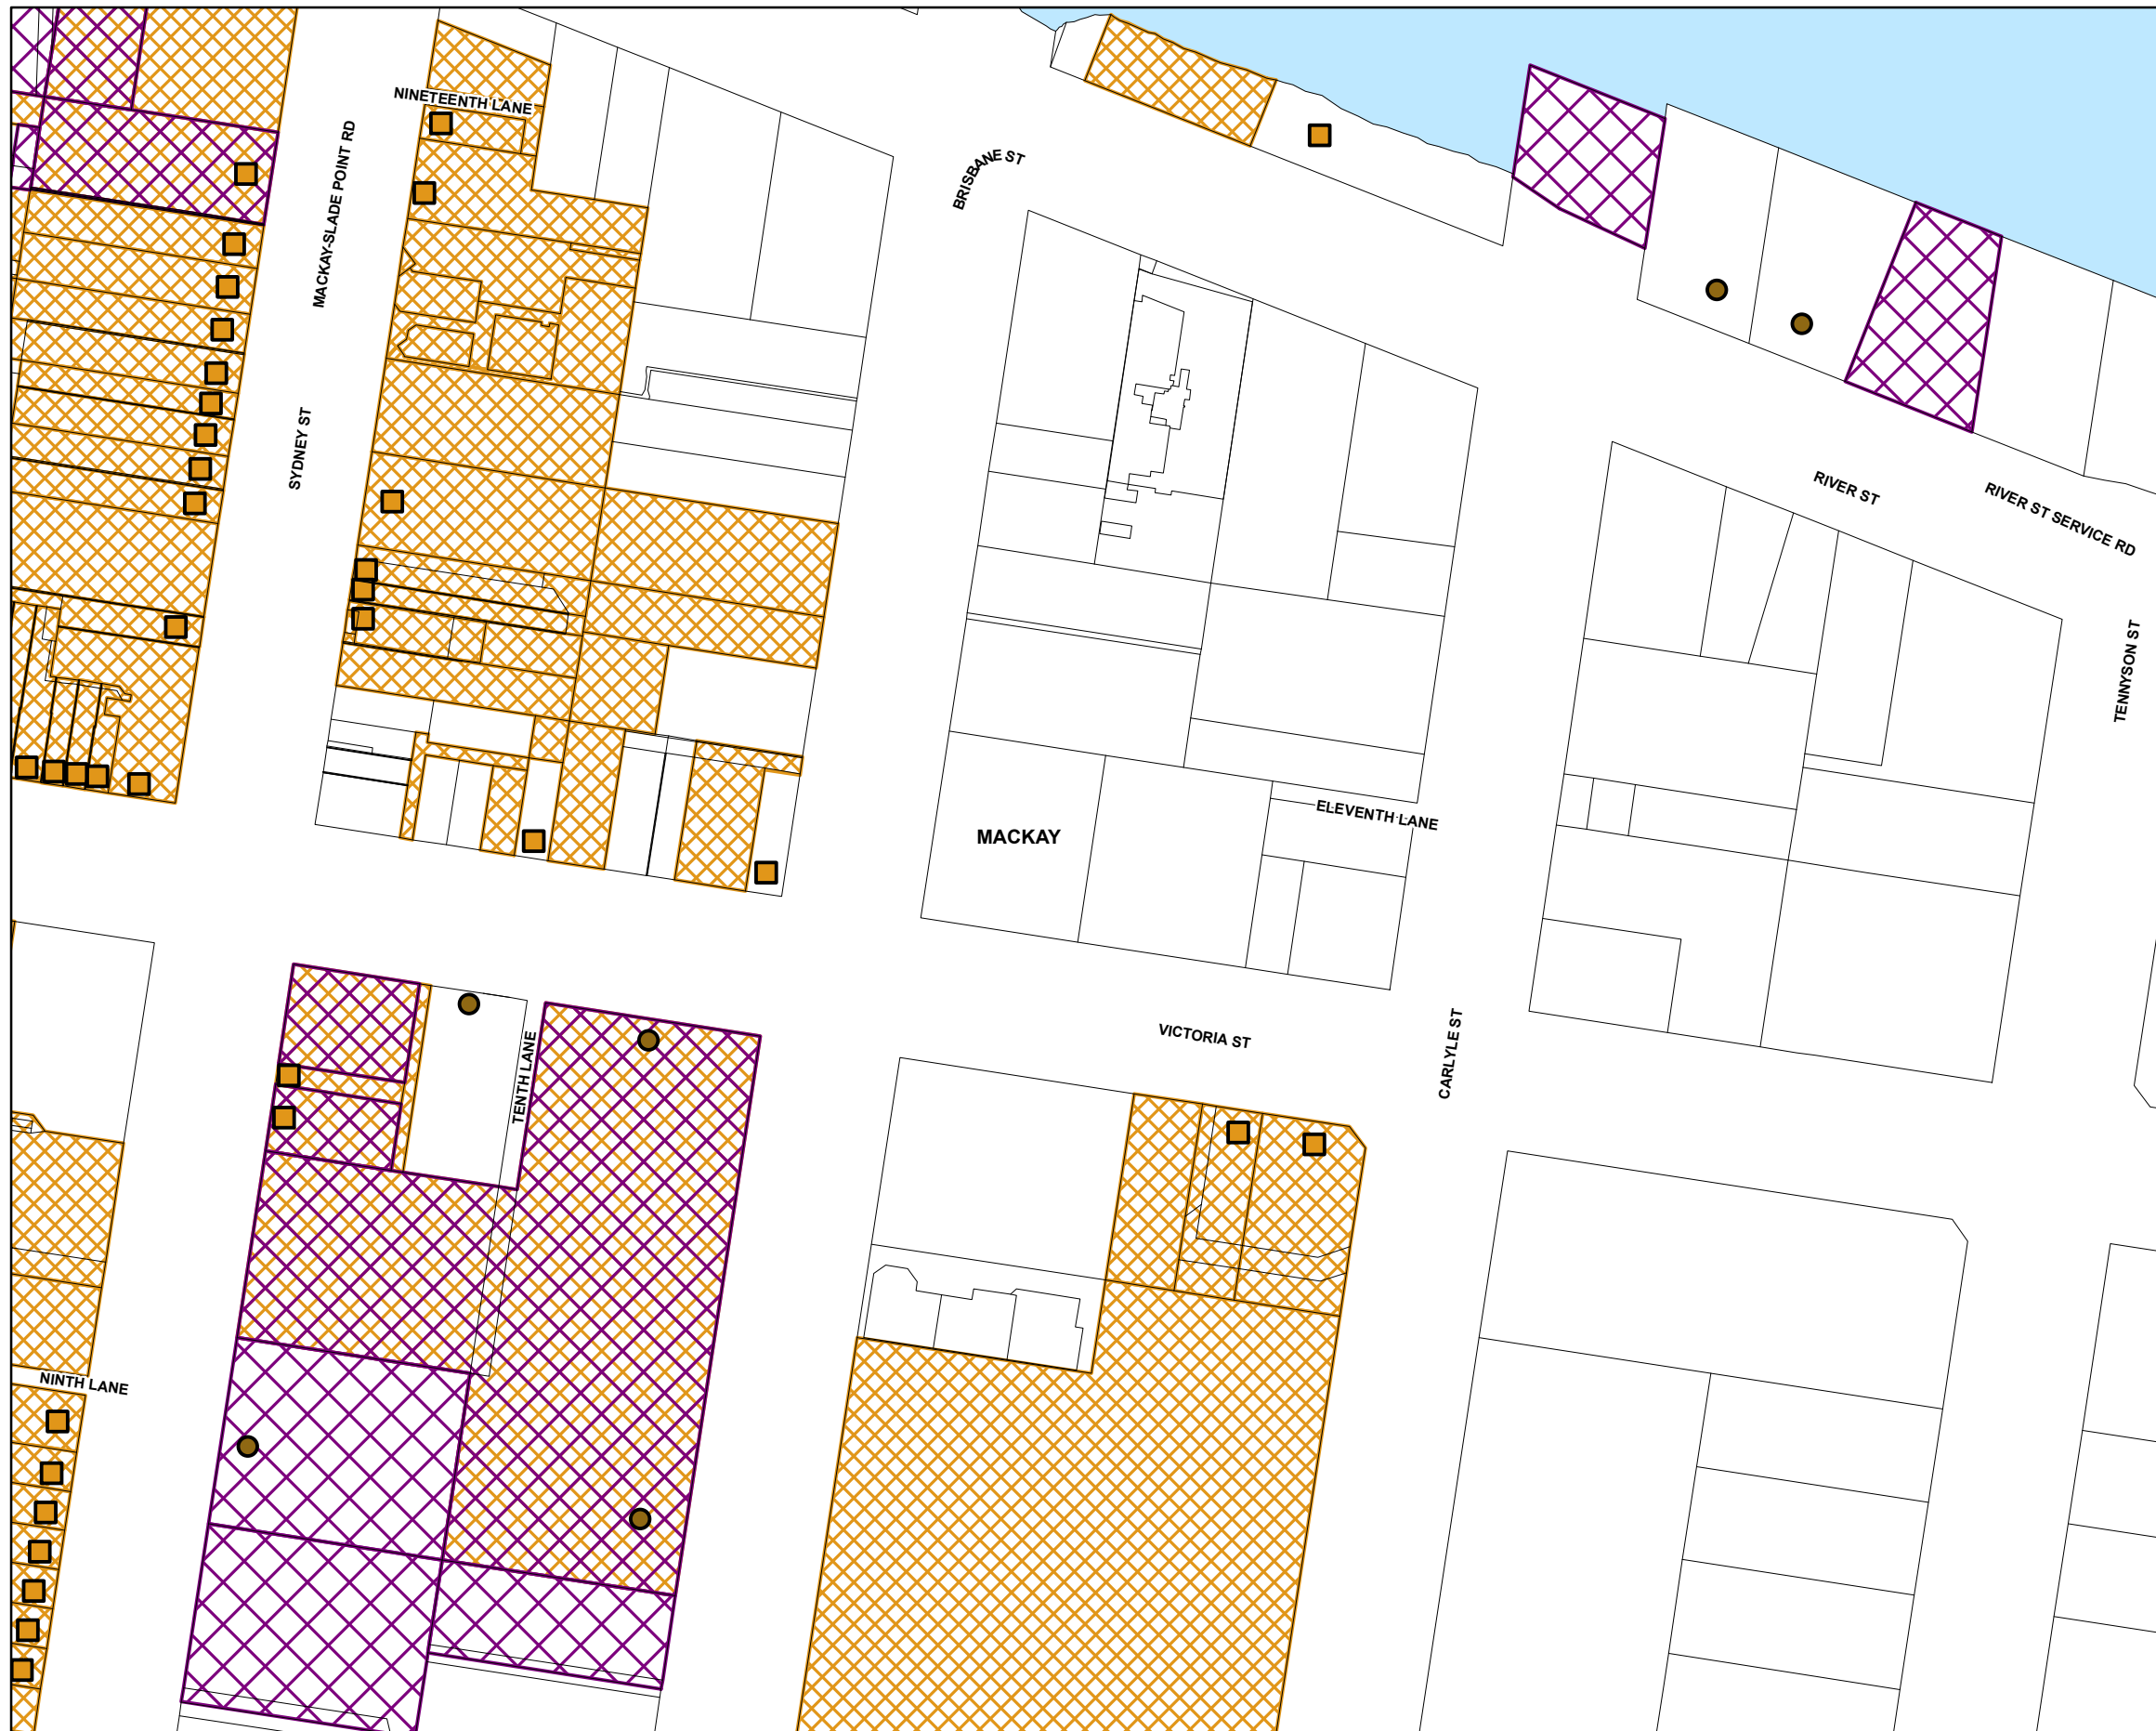 NINETEENTH LANE
MACKAY-SLADE POINT RD
BRISBANE ST
SYDNEY ST
RIVER ST
RIVER ST SERVICE RD
TENNYSON ST
ELEVENTH LANE
MACKAY
VICTORIA ST
CARLYLE ST
TENTH LANE
NINTH LANE